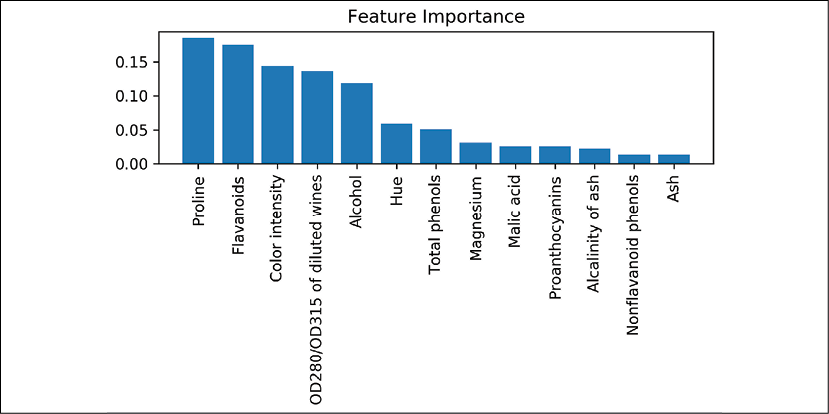 Feature Importance
0.15
0.10
0.05
0.00
Proline
Flavanoids
Color intensity
OD280/OD315 of diluted wines
Alcohol
Hue
Total phenols
Magnesium
Malic acid
Proanthocyanins
Alcalinity of ash
Nonflavanoid phenols
Ash